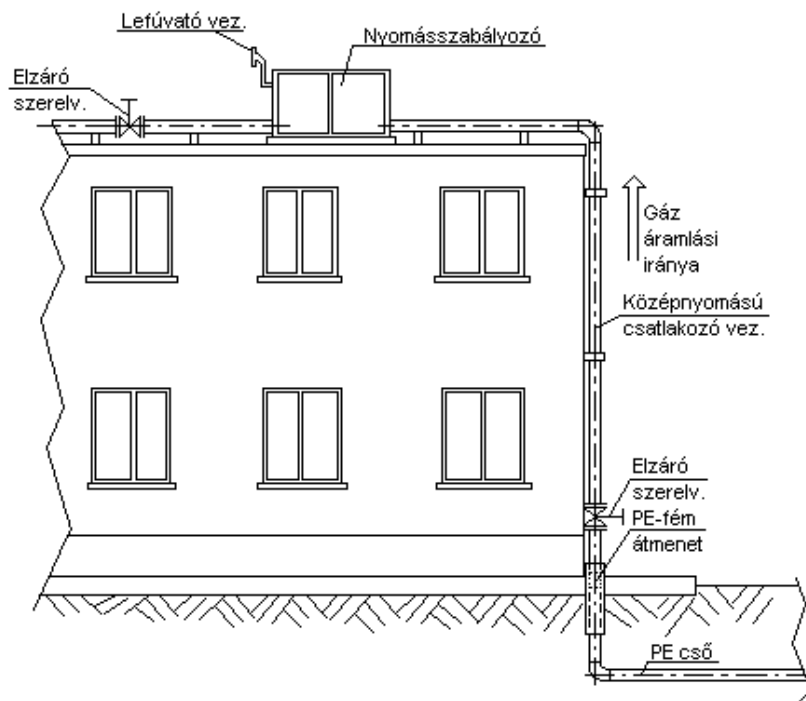 Lefúvató vez.
Nyomásszabályozó
Elzáró
szerelv.
Gáz
áramlási
iránya
Középnyomású
csatlakozó vez.
Elzáró
szerelv.
PE-fém
átmenet
PE cső